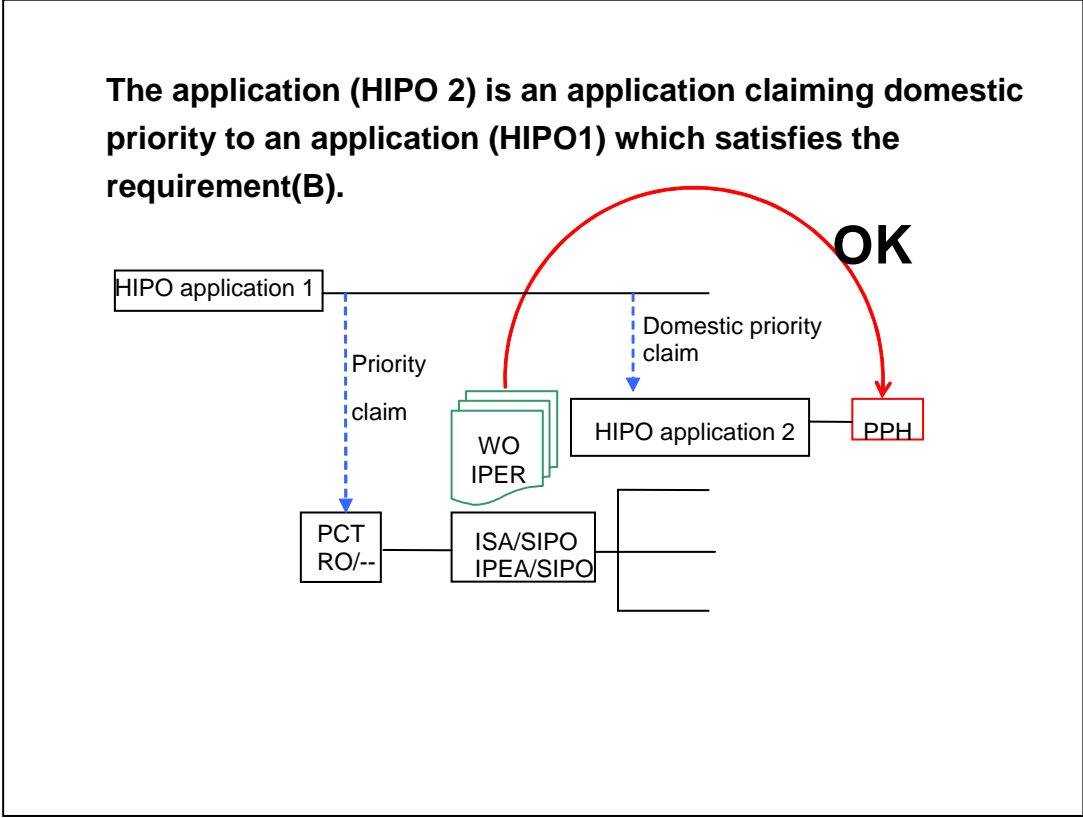 The application (HIPO 2) is an application claiming domestic
priority to an application (HIPO1) which satisfies the
requirement(B).
OK
HIPO application 1
Domestic priority
claim
Priority
claim
WO
IPER
HIPO application 2
PPH
PCT
RO/--
ISA/SIPO
IPEA/SIPO